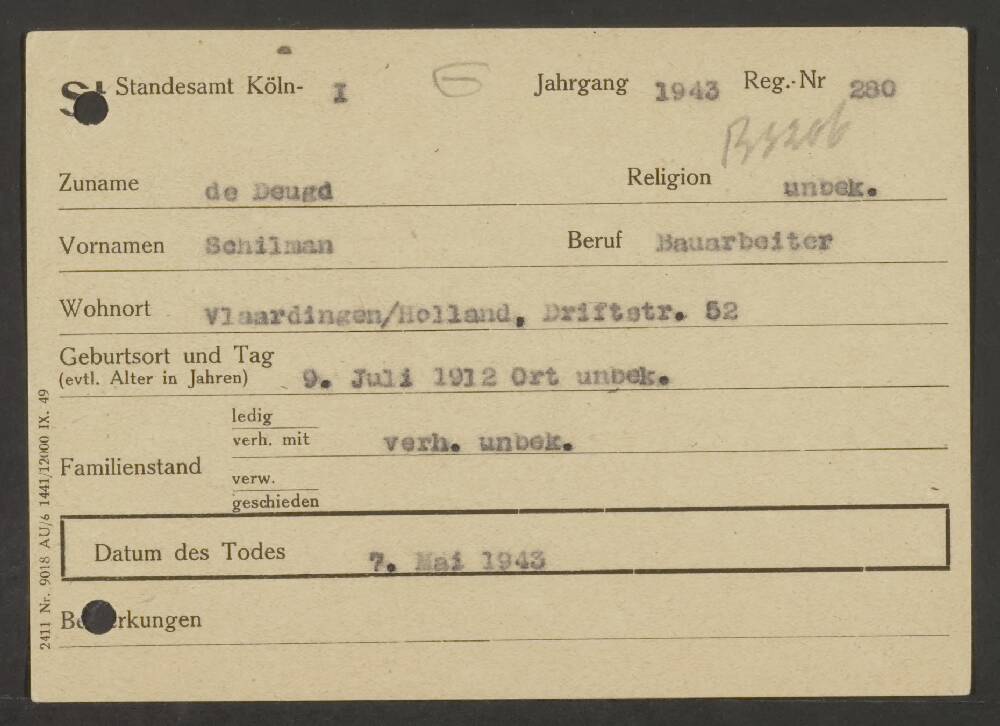 St Standesamt Köln- I G Jahrgang 1943 Reg.-Nr 280
Zuname de Deugd Religion unbek.
Vornamen Schilman Beruf Bauarbeiter
Wohnort Vlaardingen/Holland, Driftstr. 52
Geburtsort und Tag
(evtl. Alter in Jahren) 9. Juli 1912 Ort unbek.
ledig
verh. mit verh. unbek.
Familienstand
verw.
geschieden
Datum des Todes 7. Mai 1943
Bemerkungen
2411 Nr. 9018 AU/6 1441/12000 IX. 49